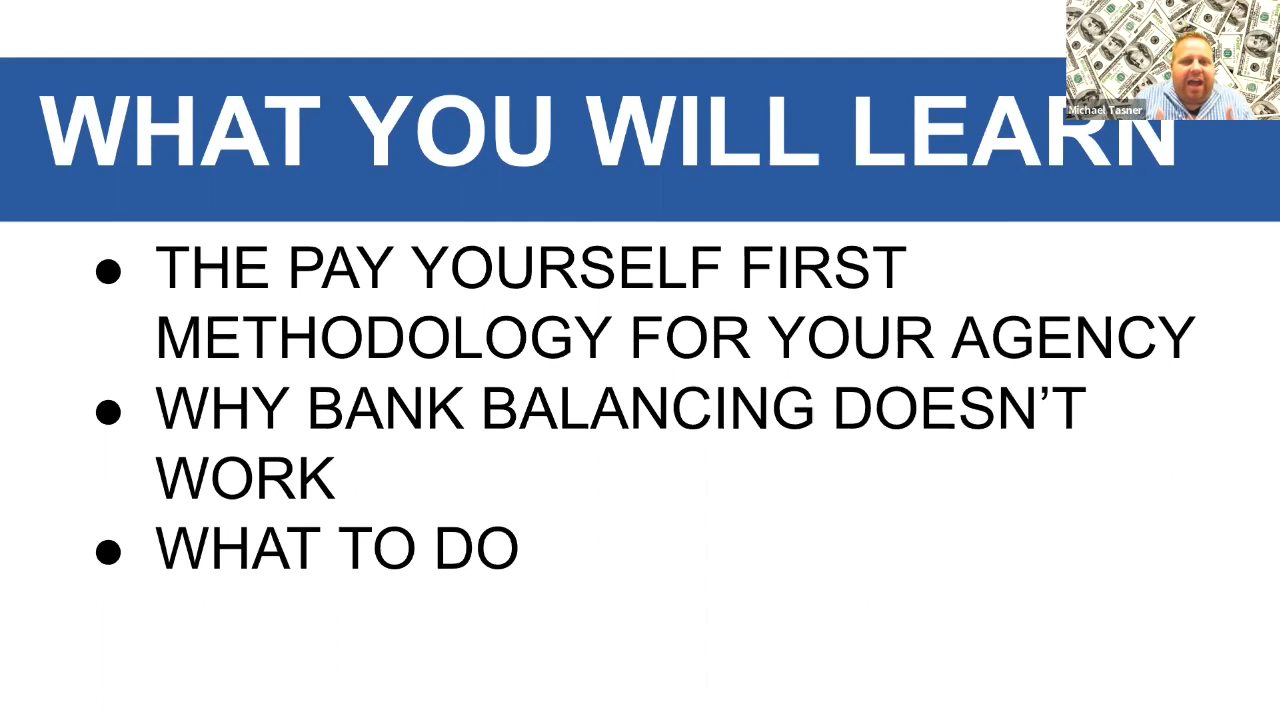 Michael Tasner
WHAT YOU WILL LEARN
● THE PAY YOURSELF FIRST
METHODOLOGY FOR YOUR AGENCY
● WHY BANK BALANCING DOESN’T
WORK
● WHAT TO DO